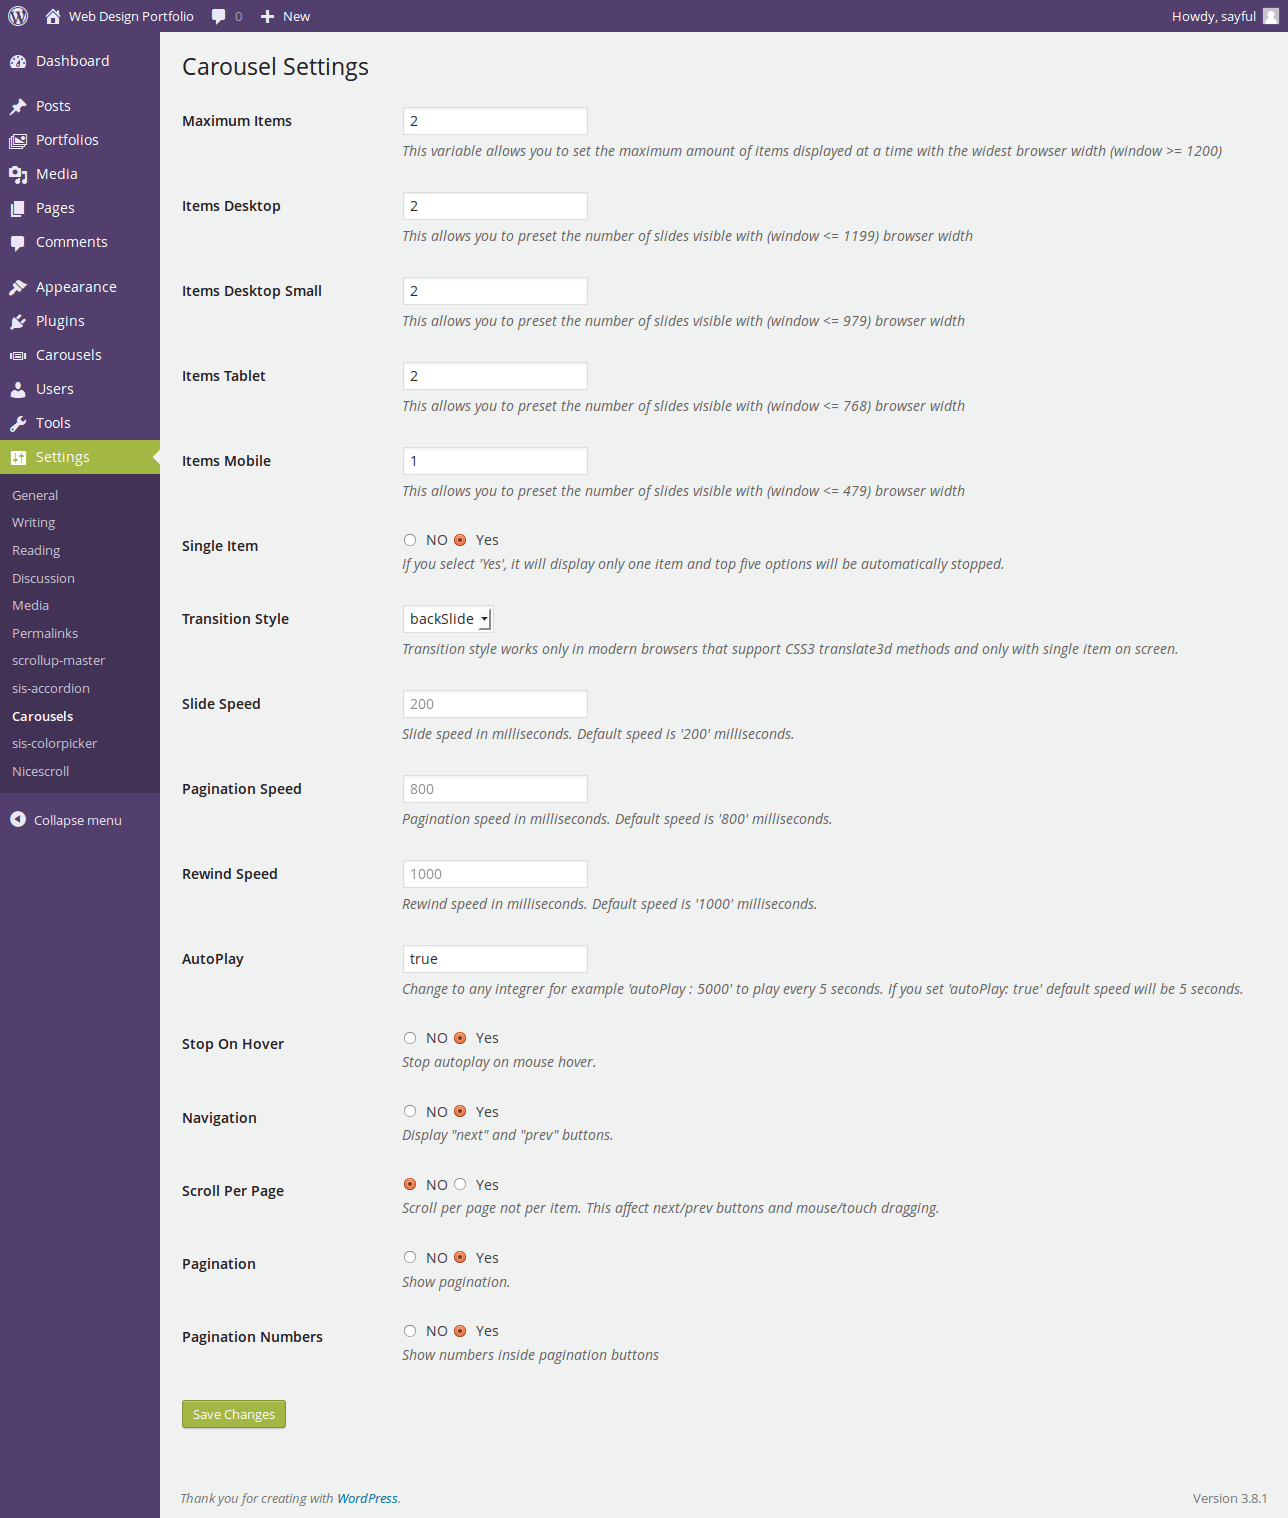 Web Design Portfolio 0 New Howdy, sayful
Dashboard
Posts
Portfolios
Media
Pages
Comments
Appearance
Plugins
Carousels
Users
Tools
Settings
General
Writing
Reading
Discussion
Media
Permalinks
scrollup-master
sis-accordion
Carousels
sis-colorpicker
Nicescroll
Collapse menu
Carousel Settings
Maximum Items 2
This variable allows you to set the maximum amount of items displayed at a time with the widest browser width (window >= 1200)
Items Desktop 2
This allows you to preset the number of slides visible with (window <= 1199) browser width
Items Desktop Small 2
This allows you to preset the number of slides visible with (window <= 979) browser width
Items Tablet 2
This allows you to preset the number of slides visible with (window <= 768) browser width
Items Mobile 1
This allows you to preset the number of slides visible with (window <= 479) browser width
Single Item NO Yes
If you select 'Yes', it will display only one item and top five options will be automatically stopped.
Transition Style backSlide
Transition style works only in modern browsers that support CSS3 translate3d methods and only with single item on screen.
Slide Speed 200
Slide speed in milliseconds. Default speed is '200' milliseconds.
Pagination Speed 800
Pagination speed in milliseconds. Default speed is '800' milliseconds.
Rewind Speed 1000
Rewind speed in milliseconds. Default speed is '1000' milliseconds.
AutoPlay true
Change to any integrer for example 'autoPlay : 5000' to play every 5 seconds. If you set 'autoPlay: true' default speed will be 5 seconds.
Stop On Hover NO Yes
Stop autoplay on mouse hover.
Navigation NO Yes
Display "next" and "prev" buttons.
Scroll Per Page NO Yes
Scroll per page not per item. This affect next/prev buttons and mouse/touch dragging.
Pagination NO Yes
Show pagination.
Pagination Numbers NO Yes
Show numbers inside pagination buttons
Save Changes
Thank you for creating with WordPress. Version 3.8.1